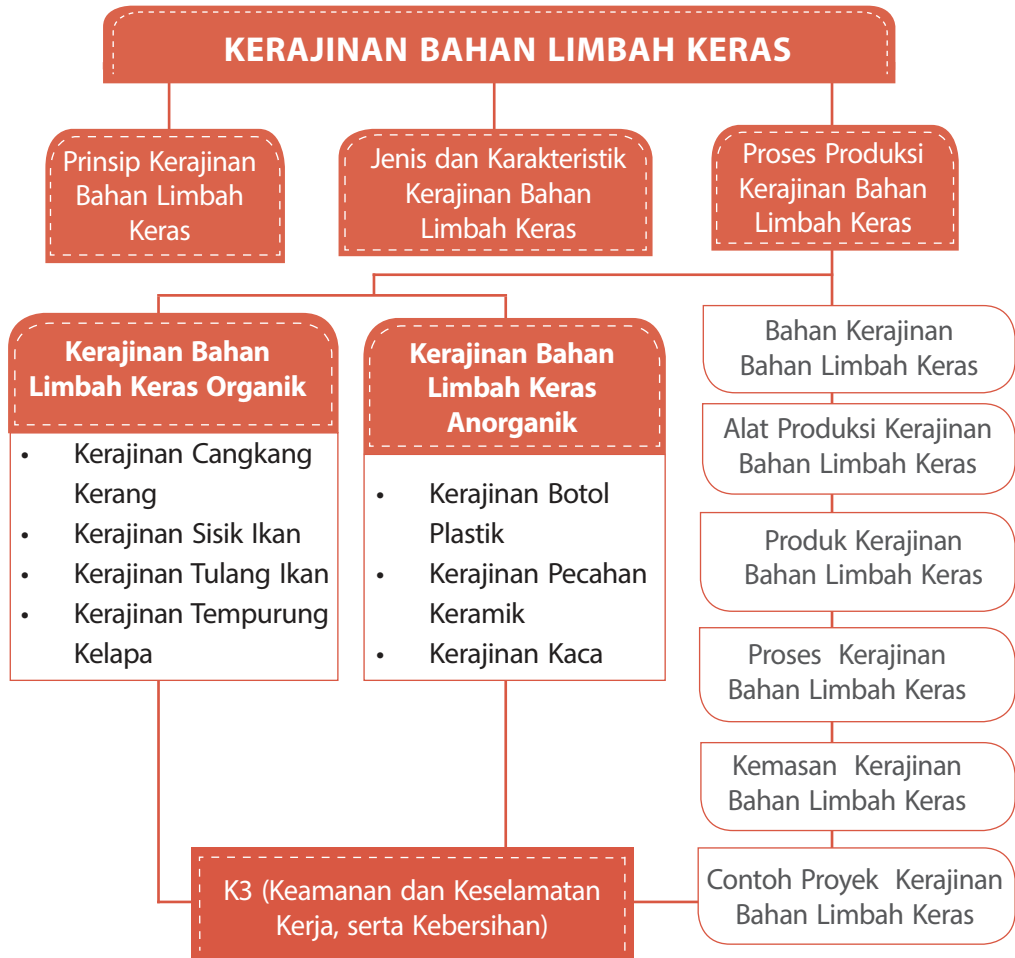 KERAJINAN BAHAN LIMBAH KERAS
Prinsip Kerajinan
Bahan Limbah
Keras
Jenis dan Karakteristik
Kerajinan Bahan
Limbah Keras
Proses Produksi
Kerajinan Bahan
Limbah Keras
Kerajinan Bahan
Limbah Keras Organik
• Kerajinan Cangkang
Kerang
• Kerajinan Sisik Ikan
• Kerajinan Tulang Ikan
• Kerajinan Tempurung
Kelapa
Kerajinan Bahan
Limbah Keras
Anorganik
• Kerajinan Botol
Plastik
• Kerajinan Pecahan
Keramik
• Kerajinan Kaca
Bahan Kerajinan
Bahan Limbah Keras
Alat Produksi Kerajinan
Bahan Limbah Keras
Produk Kerajinan
Bahan Limbah Keras
Proses Kerajinan
Bahan Limbah Keras
Kemasan Kerajinan
Bahan Limbah Keras
Contoh Proyek Kerajinan
Bahan Limbah Keras
K3 (Keamanan dan Keselamatan
Kerja, serta Kebersihan)